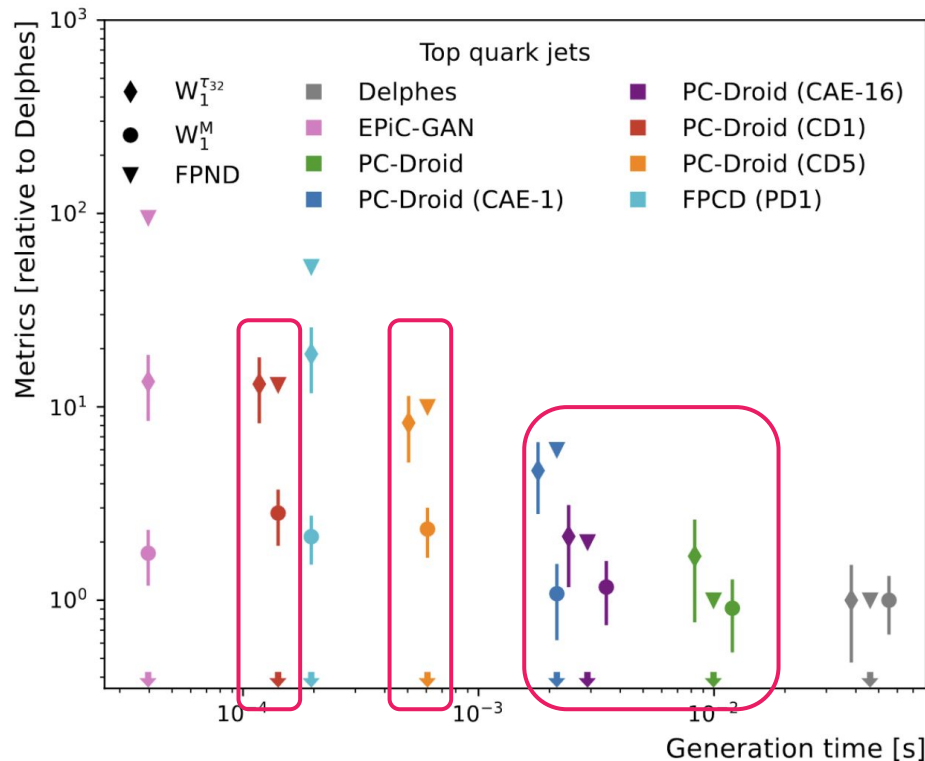 Metrics [relative to Delphes]
10³
10²
10¹
10⁰
Top quark jets
W₁^τ₃₂
W₁^M
FPND
Delphes
EPiC-GAN
PC-Droid
PC-Droid (CAE-1)
PC-Droid (CAE-16)
PC-Droid (CD1)
PC-Droid (CD5)
FPCD (PD1)
10⁻⁴
10⁻³
10⁻²
Generation time [s]